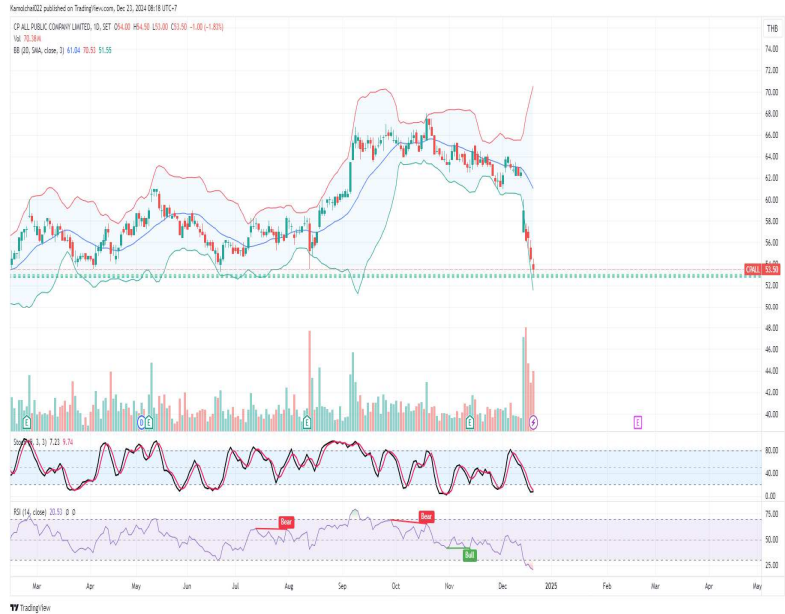 Kamolchai022 published on TradingView.com, Dec 23, 2024 08:18 UTC-7
CP ALL PUBLIC COMPANY LIMITED, 1D, SET O54.00 H54.50 L53.00 C53.50 -1.00 (-1.83%)
Vol 70.38M
BB (20, SMA, close, 3) 61.04 70.53 51.55
THB
74.00
72.00
70.00
68.00
66.00
64.00
62.00
60.00
58.00
56.00
54.00
CPALL 53.50
52.00
50.00
48.00
46.00
44.00
42.00
40.00
E D E E E E
Stoch (9, 3, 3) 7.23 9.74
80.00
40.00
0.00
RSI (14, close) 20.53 Ø Ø
75.00
50.00
25.00
Bear
Bear
Bull
Mar Apr May Jun Jul Aug Sep Oct Nov Dec 2025 Feb Mar Apr May
TradingView